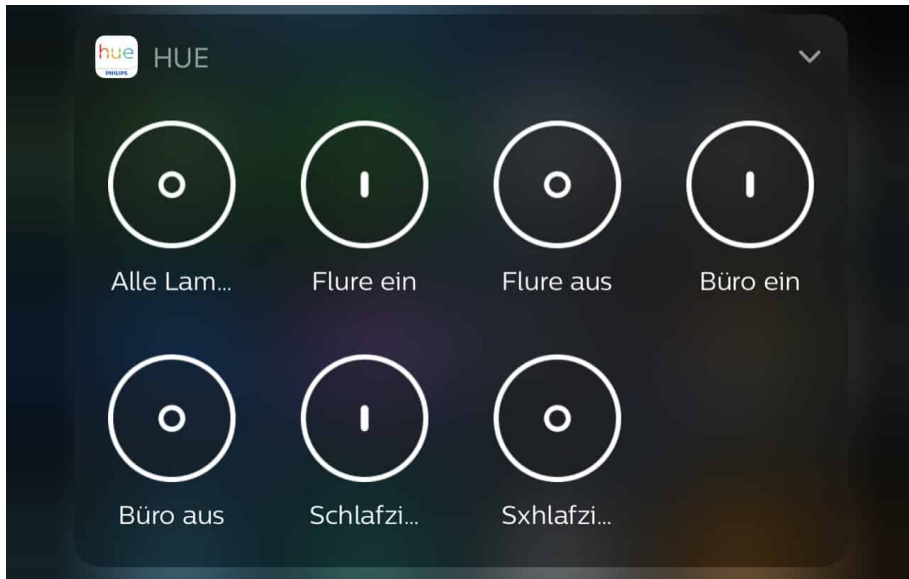 hue
PHILIPS
HUE
Alle Lam...
Flure ein
Flure aus
Büro ein
Büro aus
Schlafzi...
Sxhlafzi...